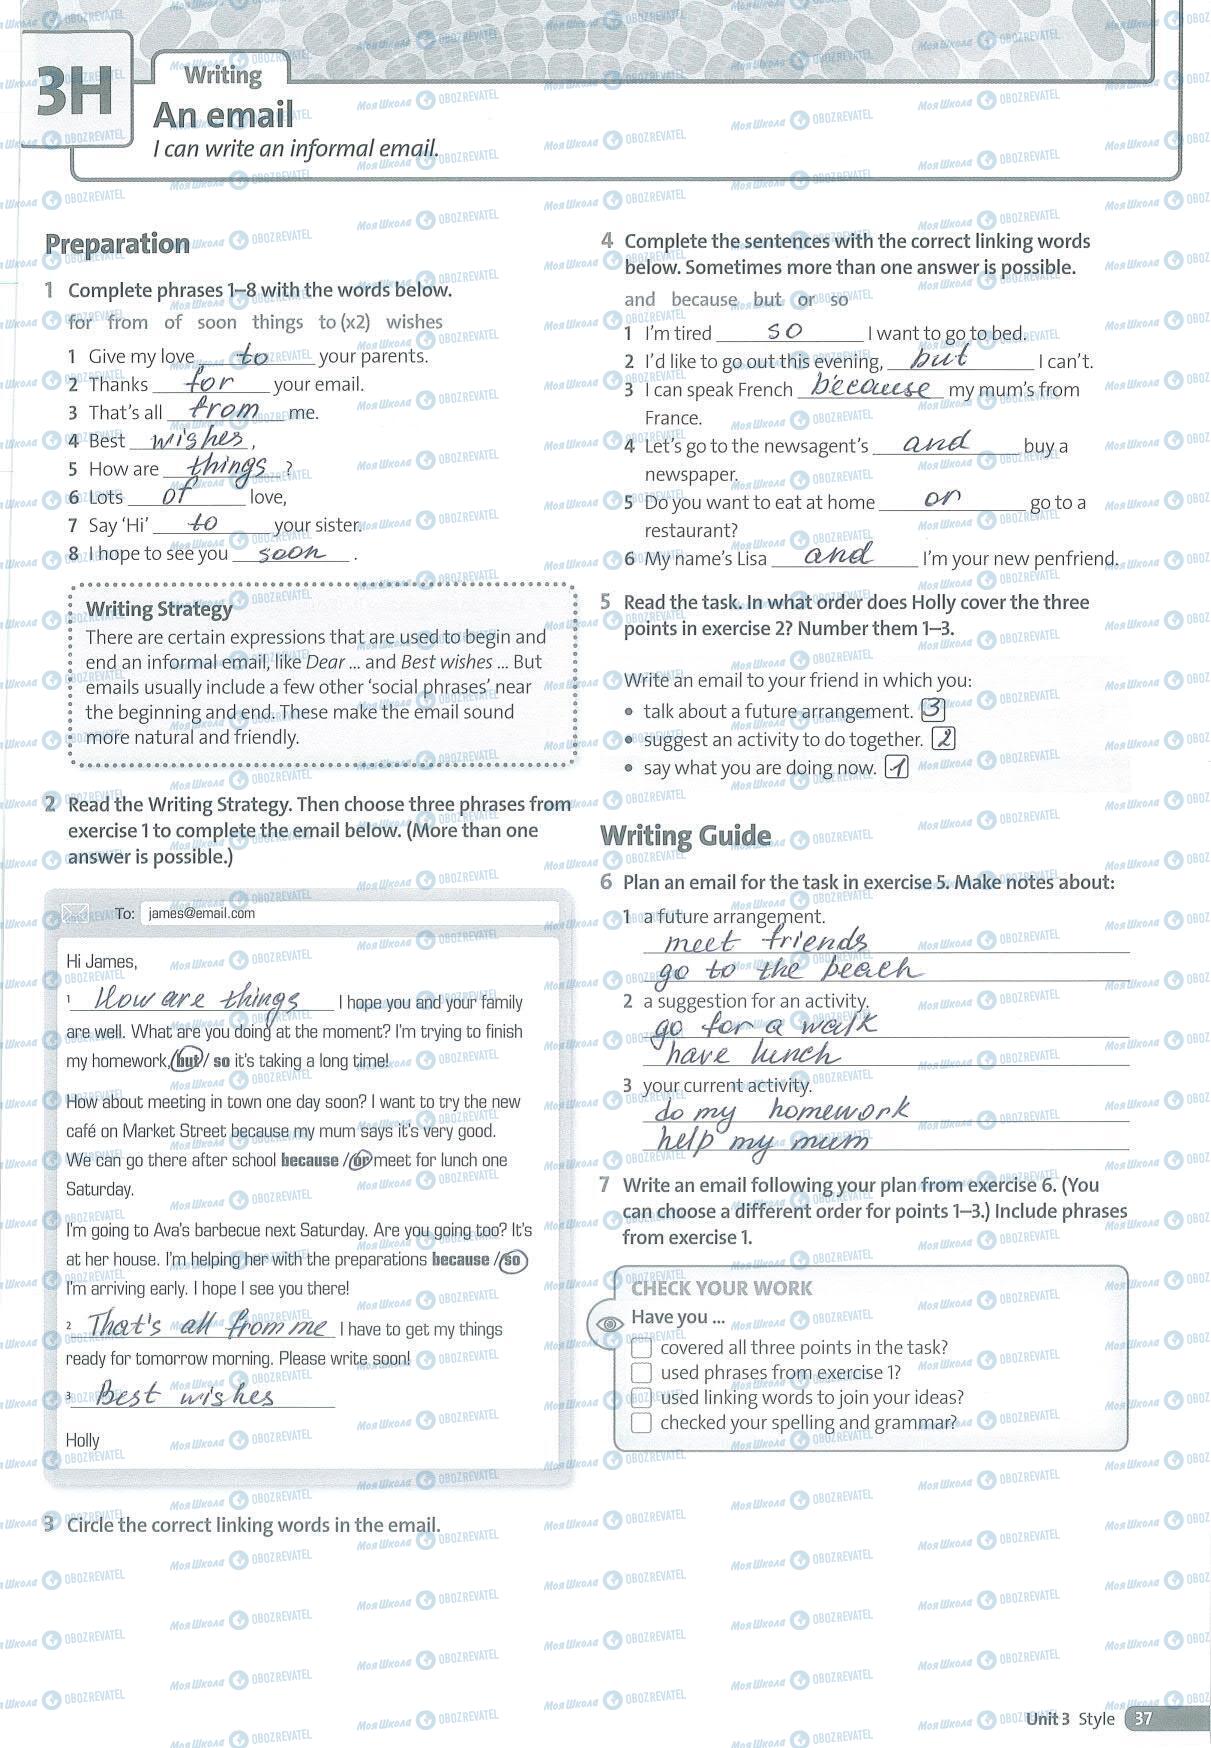 3H
Writing
An email
I can write an informal email.
Preparation
1 Complete phrases 1–8 with the words below.
for from of soon things to (x2) wishes
1 Give my love to your parents.
2 Thanks for your email.
3 That's all from me.
4 Best wishes,
5 How are things ?
6 Lots of love,
7 Say 'Hi' to your sister.
8 I hope to see you soon.
Writing Strategy
There are certain expressions that are used to begin and
end an informal email, like Dear ... and Best wishes ... But
emails usually include a few other 'social phrases' near
the beginning and end. These make the email sound
more natural and friendly.
2 Read the Writing Strategy. Then choose three phrases from
exercise 1 to complete the email below. (More than one
answer is possible.)
To: james@email.com
Hi James,
1 How are things I hope you and your family
are well. What are you doing at the moment? I'm trying to finish
my homework, but / so it's taking a long time!
How about meeting in town one day soon? I want to try the new
café on Market Street because my mum says it's very good.
We can go there after school because / or meet for lunch one
Saturday.
I'm going to Ava's barbecue next Saturday. Are you going too? It's
at her house. I'm helping her with the preparations because / so
I'm arriving early. I hope I see you there!
2 That's all from me I have to get my things
ready for tomorrow morning. Please write soon!
3 Best wishes
Holly
3 Circle the correct linking words in the email.
4 Complete the sentences with the correct linking words
below. Sometimes more than one answer is possible.
and because but or so
1 I'm tired so I want to go to bed.
2 I'd like to go out this evening, but I can't.
3 I can speak French because my mum's from
France.
4 Let's go to the newsagent's and buy a
newspaper.
5 Do you want to eat at home or go to a
restaurant?
6 My name's Lisa and I'm your new penfriend.
5 Read the task. In what order does Holly cover the three
points in exercise 2? Number them 1–3.
Write an email to your friend in which you:
• talk about a future arrangement. 3
• suggest an activity to do together. 2
• say what you are doing now. 1
Writing Guide
6 Plan an email for the task in exercise 5. Make notes about:
1 a future arrangement.
meet friends
go to the beach
2 a suggestion for an activity.
go for a walk
have lunch
3 your current activity.
do my homework
help my mum
7 Write an email following your plan from exercise 6. (You
can choose a different order for points 1–3.) Include phrases
from exercise 1.
CHECK YOUR WORK
Have you ...
covered all three points in the task?
used phrases from exercise 1?
used linking words to join your ideas?
checked your spelling and grammar?
Unit 3 Style 37
Моя Школа OBOZREVATEL